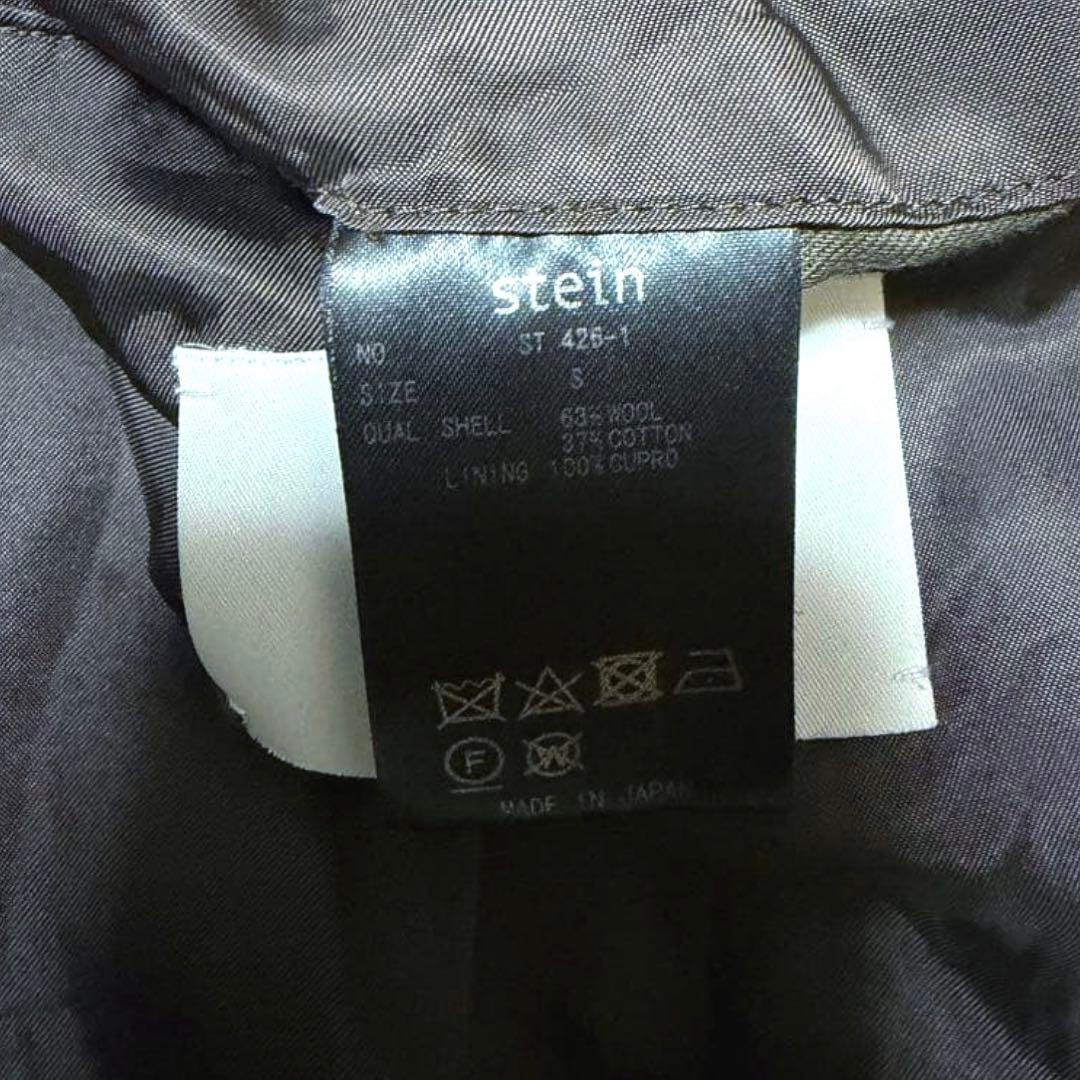 stein
NO ST 426-1
SIZE S
QUAL SHELL 63% WOOL
37% COTTON
LINING 100% CUPRO
F W
MADE IN JAPAN